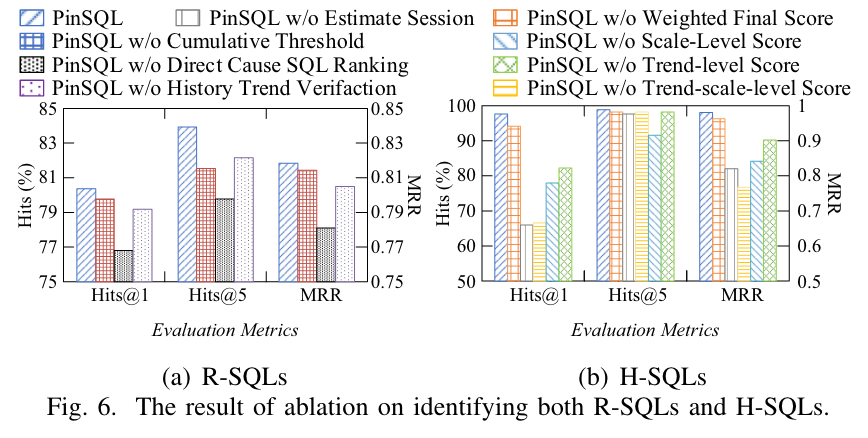 PinSQL PinSQL w/o Estimate Session PinSQL w/o Weighted Final Score
PinSQL w/o Cumulative Threshold PinSQL w/o Scale-Level Score
PinSQL w/o Direct Cause SQL Ranking PinSQL w/o Trend-level Score
PinSQL w/o History Trend Verifaction PinSQL w/o Trend-scale-level Score
85
83
81
79
77
75
Hits (%)
0.85
0.83
0.81
0.79
0.77
0.75
MRR
Hits@1 Hits@5 MRR
Evaluation Metrics
(a) R-SQLs
100
90
80
70
60
50
Hits (%)
1
0.9
0.8
0.7
0.6
0.5
MRR
Hits@1 Hits@5 MRR
Evaluation Metrics
(b) H-SQLs
Fig. 6. The result of ablation on identifying both R-SQLs and H-SQLs.